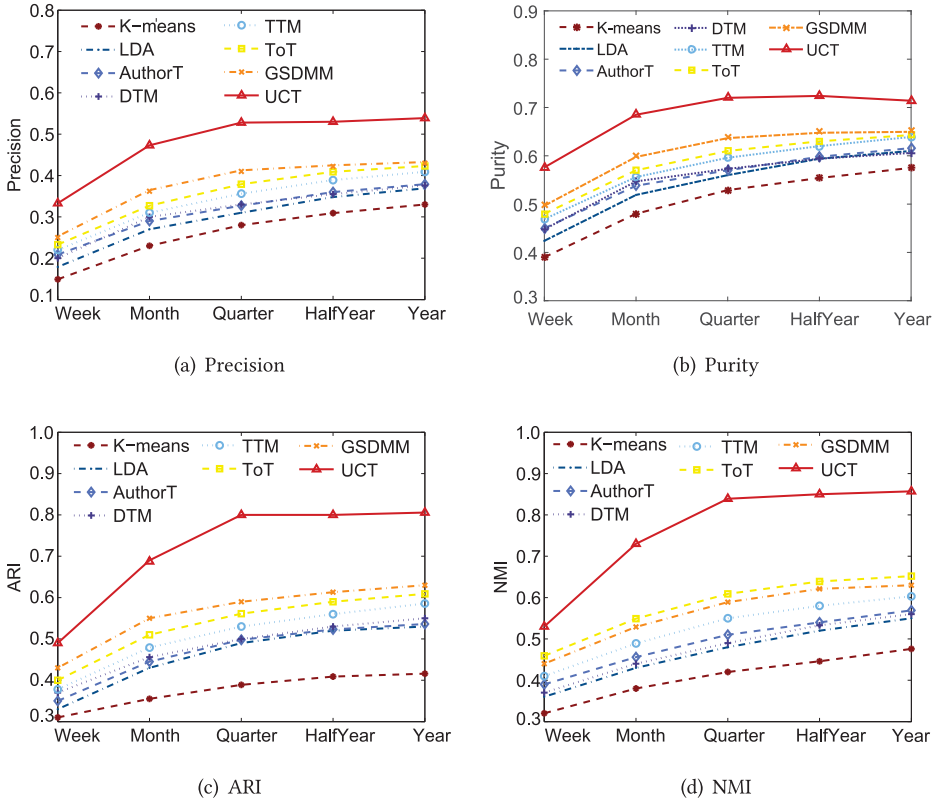 0.8
0.7
0.6
0.5
0.4
0.3
0.2
0.1
Precision
K-means
LDA
AuthorT
DTM
TTM
ToT
GSDMM
UCT
Week Month Quarter HalfYear Year
(a) Precision
0.9
0.8
0.7
0.6
0.5
0.4
0.3
Purity
K-means
LDA
AuthorT
DTM
TTM
ToT
GSDMM
UCT
Week Month Quarter HalfYear Year
(b) Purity
1.0
0.9
0.8
0.7
0.6
0.5
0.4
0.3
ARI
K-means
LDA
AuthorT
DTM
TTM
ToT
GSDMM
UCT
Week Month Quarter HalfYear Year
(c) ARI
1.0
0.9
0.8
0.7
0.6
0.5
0.4
0.3
NMI
K-means
LDA
AuthorT
DTM
TTM
ToT
GSDMM
UCT
Week Month Quarter HalfYear Year
(d) NMI